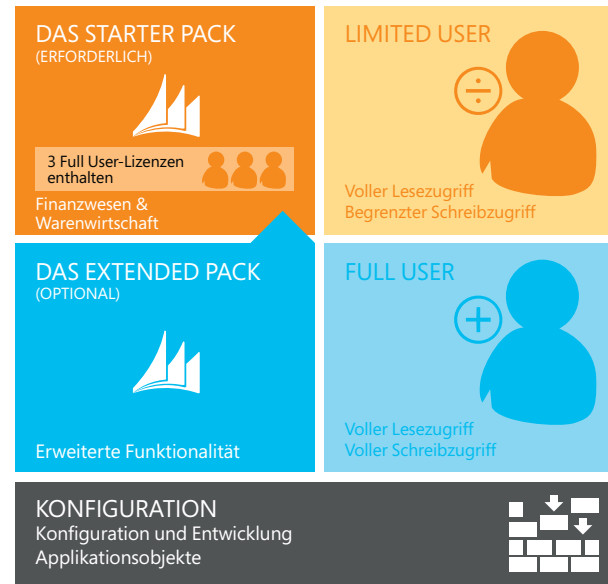 DAS STARTER PACK
(ERFORDERLICH)
3 Full User-Lizenzen
enthalten
Finanzwesen &
Warenwirtschaft
LIMITED USER
Voller Lesezugriff
Begrenzter Schreibzugriff
DAS EXTENDED PACK
(OPTIONAL)
Erweiterte Funktionalität
FULL USER
Voller Lesezugriff
Voller Schreibzugriff
KONFIGURATION
Konfiguration und Entwicklung
Applikationsobjekte